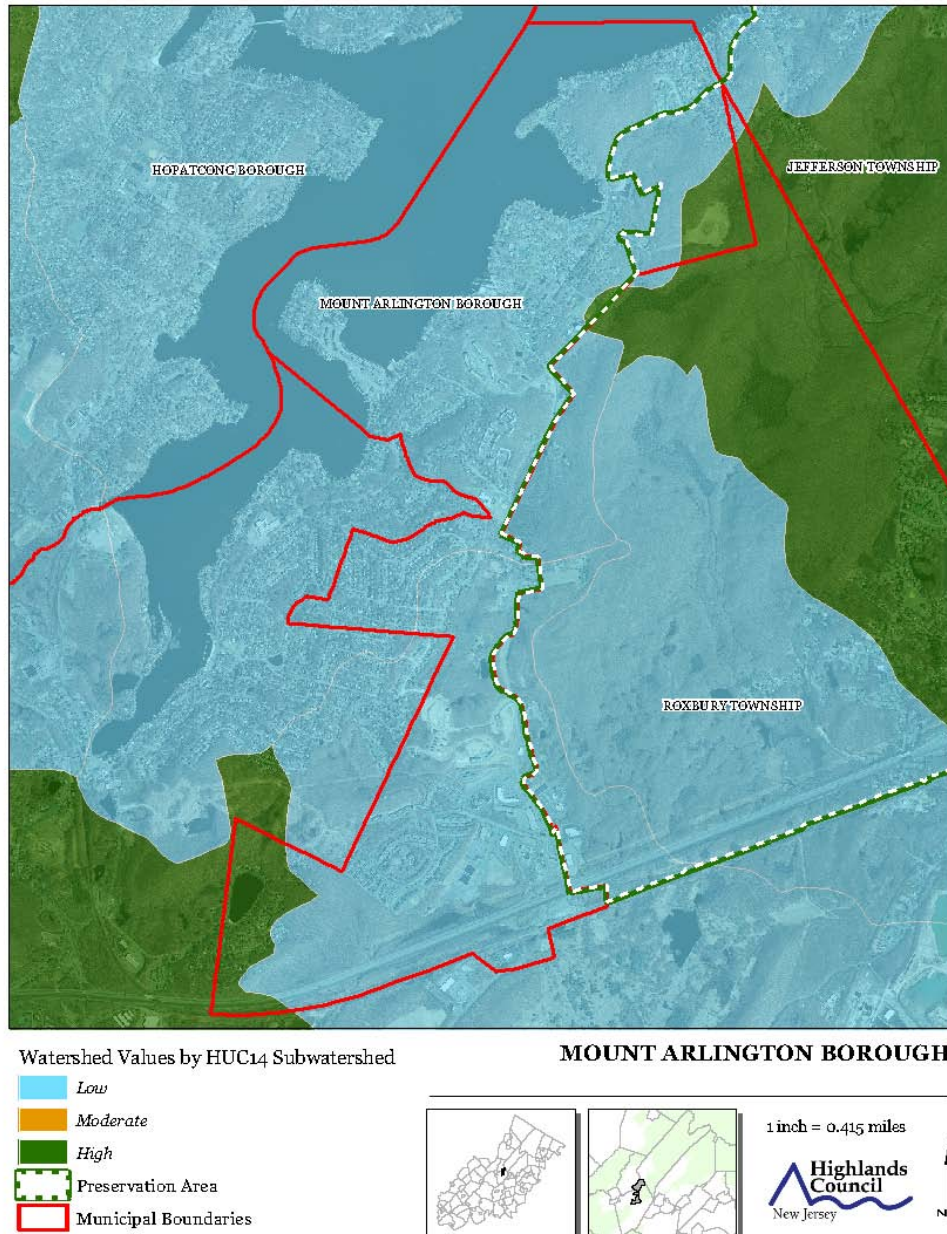 HOPATCONG BOROUGH
JEFFERSON TOWNSHIP
MOUNT ARLINGTON BOROUGH
ROXBURY TOWNSHIP
Watershed Values by HUC14 Subwatershed
Low
Moderate
High
Preservation Area
Municipal Boundaries
MOUNT ARLINGTON BOROUGH
1 inch = 0.415 miles
Highlands
Council
New Jersey
N